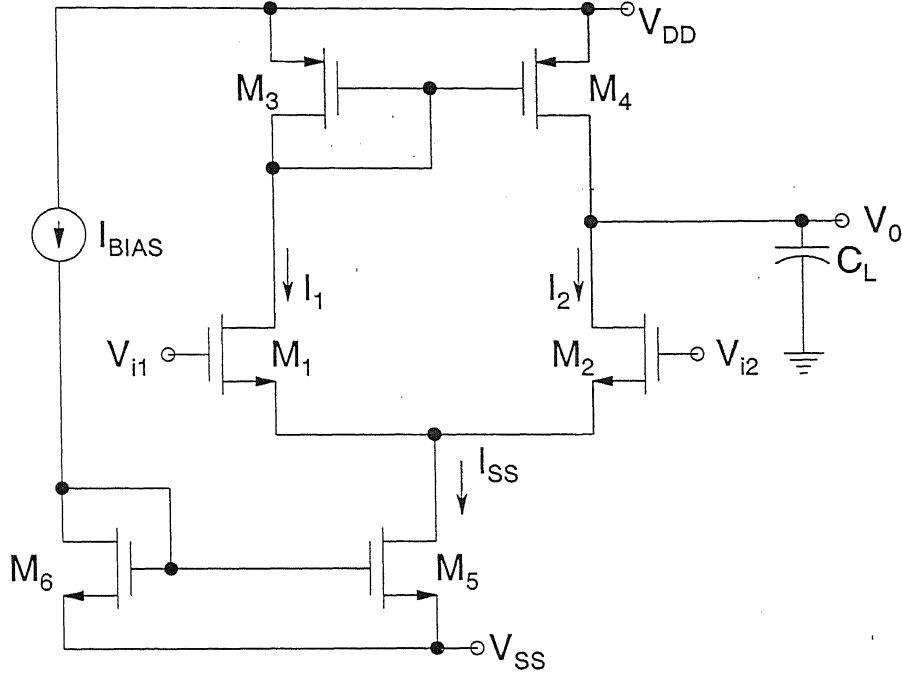 V_DD
M_3
M_4
I_BIAS
V_0
C_L
I_1
I_2
V_i1
M_1
M_2
V_i2
I_SS
M_6
M_5
V_SS